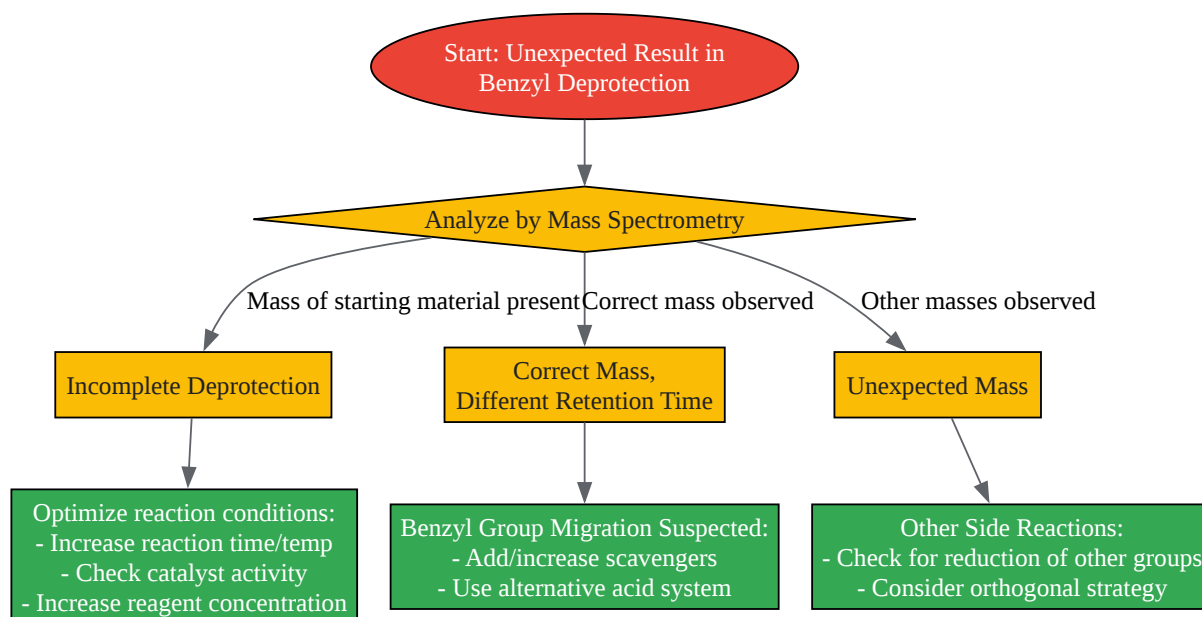 Start: Unexpected Result in
Benzyl Deprotection
Analyze by Mass Spectrometry
Mass of starting material present
Correct mass observed
Other masses observed
Incomplete Deprotection
Correct Mass,
Different Retention Time
Unexpected Mass
Optimize reaction conditions:
- Increase reaction time/temp
- Check catalyst activity
- Increase reagent concentration
Benzyl Group Migration Suspected:
- Add/increase scavengers
- Use alternative acid system
Other Side Reactions:
- Check for reduction of other groups
- Consider orthogonal strategy